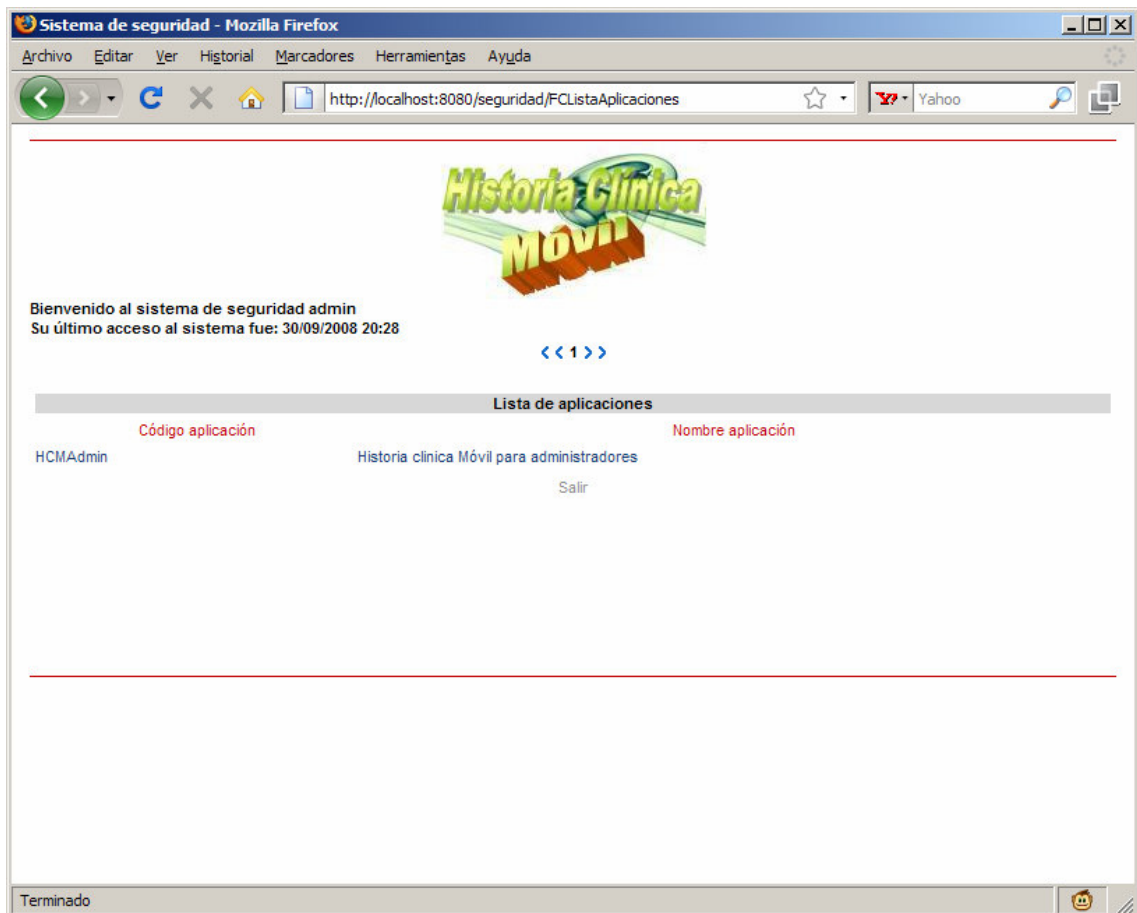 Sistema de seguridad - Mozilla Firefox
Archivo Editar Ver Historial Marcadores Herramientas Ayuda
http://localhost:8080/seguridad/FCListaAplicaciones Yahoo
Historia Clínica
Móvil
Bienvenido al sistema de seguridad admin
Su último acceso al sistema fue: 30/09/2008 20:28
< < 1 > >
Lista de aplicaciones
Código aplicación Nombre aplicación
HCMAdmin Historia clinica Móvil para administradores
Salir
Terminado